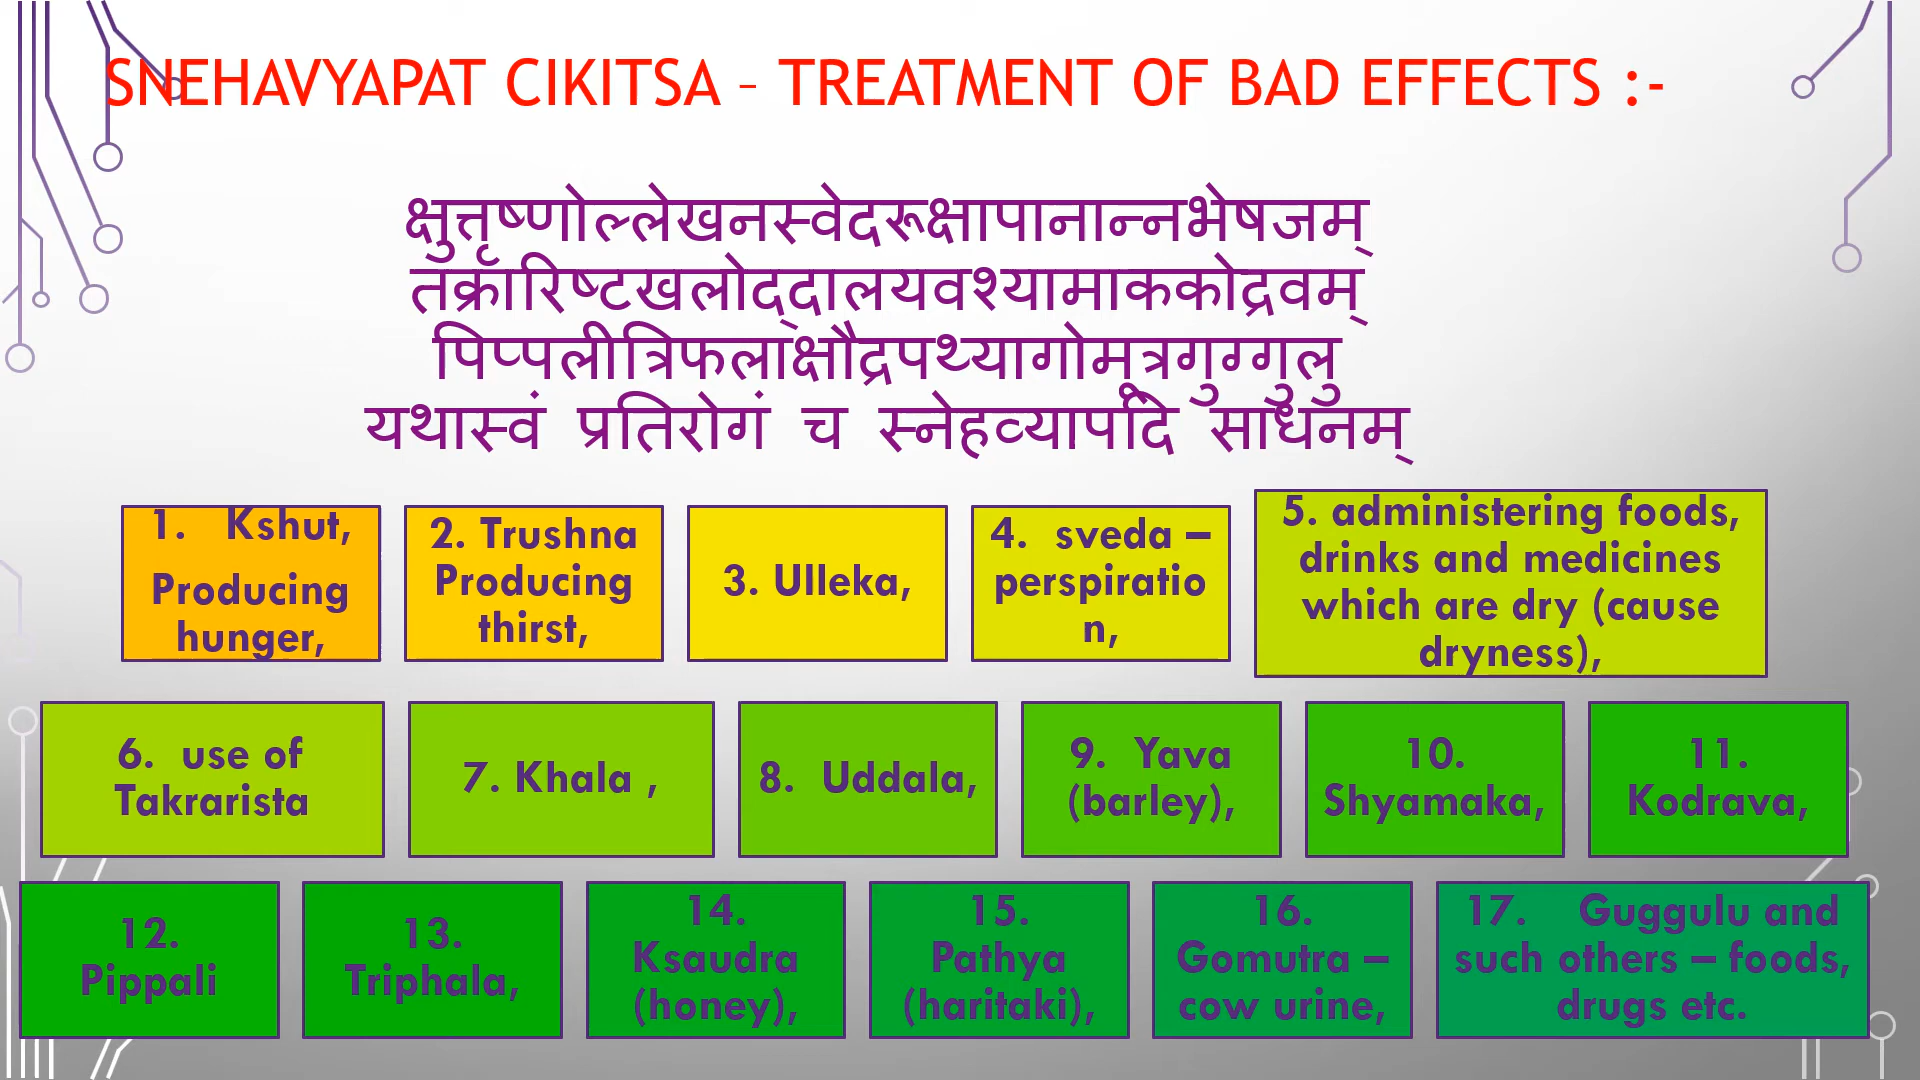 SNEHAVYAPAT CIKITSA – TREATMENT OF BAD EFFECTS :-
क्षुत्तृष्णोल्लेखनस्वेदरूक्षापानान्नभेषजम्
तक्रारिष्टखलोद्दालयवश्यामाककोद्रवम्
पिप्पलीत्रिफलाक्षौद्रपथ्यागोमूत्रगुग्गुलु
यथास्वं प्रतिरोगं च स्नेहव्यापदि साधनम्
1. Kshut,
Producing
hunger,
2. Trushna
Producing
thirst,
3. Ulleka,
4. sveda –
perspiratio
n,
5. administering foods,
drinks and medicines
which are dry (cause
dryness),
6. use of
Takrarista
7. Khala ,
8. Uddala,
9. Yava
(barley),
10.
Shyamaka,
11.
Kodrava,
12.
Pippali
13.
Triphala,
14.
Ksaudra
(honey),
15.
Pathya
(haritaki),
16.
Gomutra –
cow urine,
17. Guggulu and
such others – foods,
drugs etc.